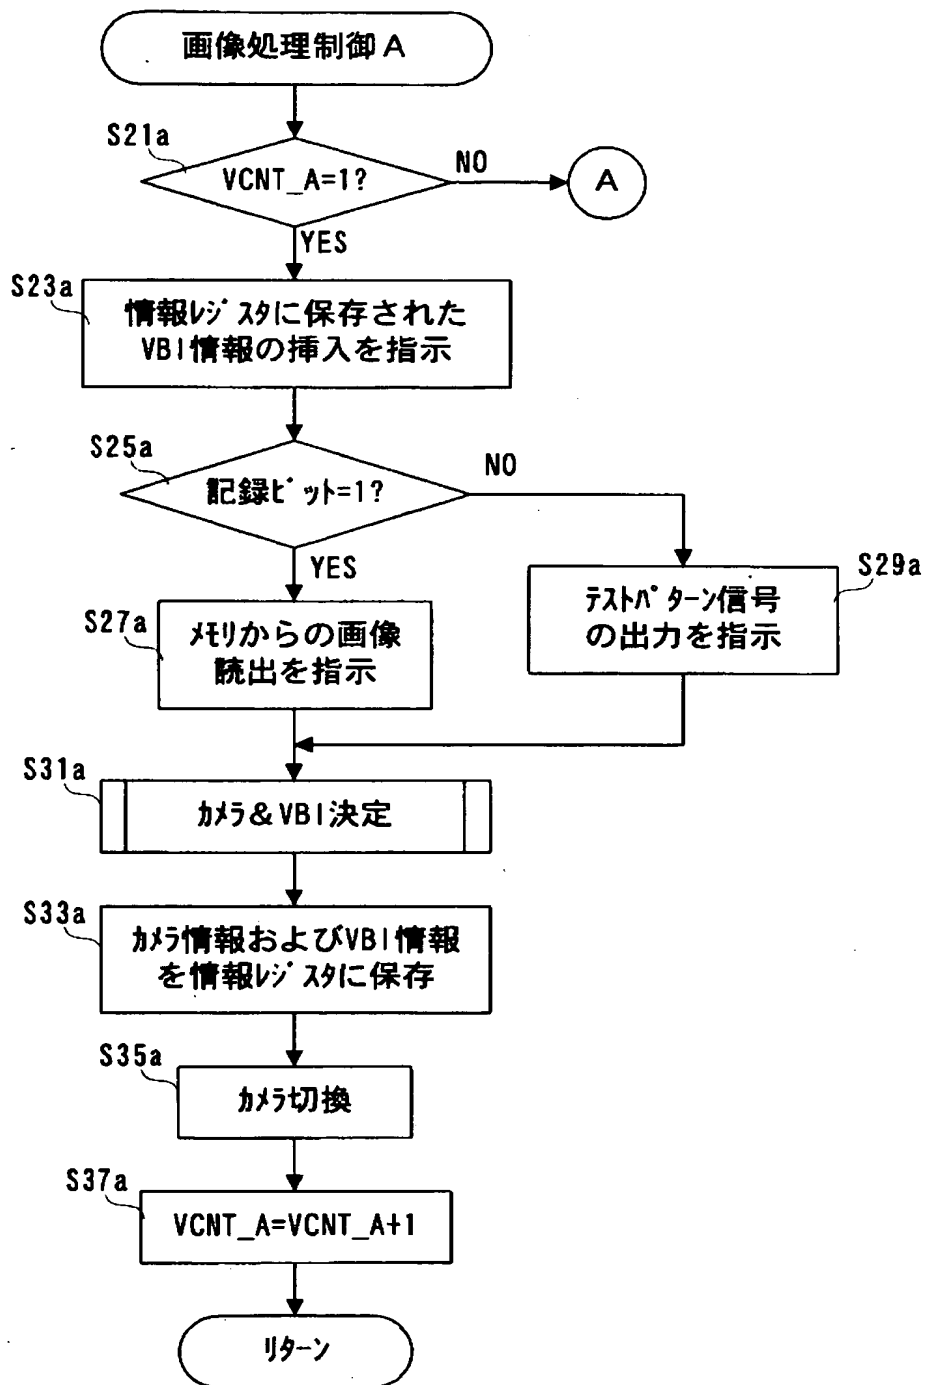 画像処理制御A
S21a
VCNT_A=1?
NO
A
YES
S23a
情報ﾚｼﾞｽﾀに保存された
VBI情報の挿入を指示
S25a
記録ﾋﾞｯﾄ=1?
NO
YES
S27a
ﾒﾓﾘからの画像
読出を指示
S29a
ﾃｽﾄﾊﾟﾀｰﾝ信号
の出力を指示
S31a
ｶﾒﾗ&VBI決定
S33a
ｶﾒﾗ情報およびVBI情報
を情報ﾚｼﾞｽﾀに保存
S35a
ｶﾒﾗ切換
S37a
VCNT_A=VCNT_A+1
ﾘﾀｰﾝ